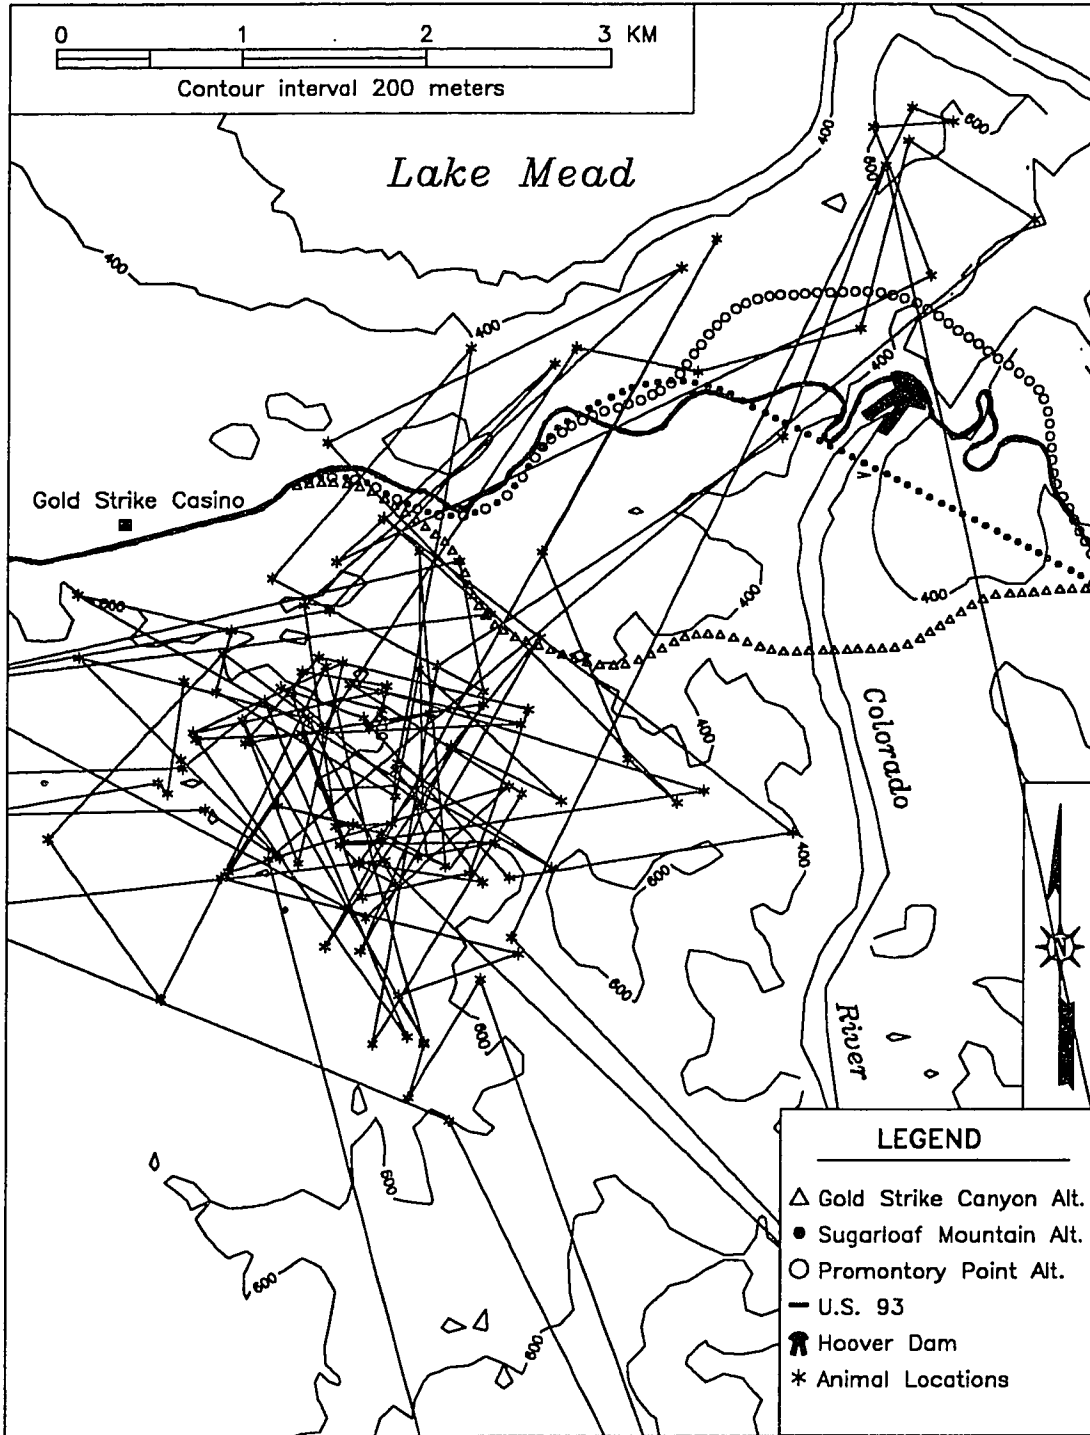 0 1 2 3 KM
Contour interval 200 meters
Lake Mead
400
600
600
400
400
400
400
Gold Strike Casino
400
400
600
400
400
Colorado
600
600
600
River
600
600
600
N
LEGEND
Gold Strike Canyon Alt.
Sugarloaf Mountain Alt.
Promontory Point Alt.
U.S. 93
Hoover Dam
Animal Locations